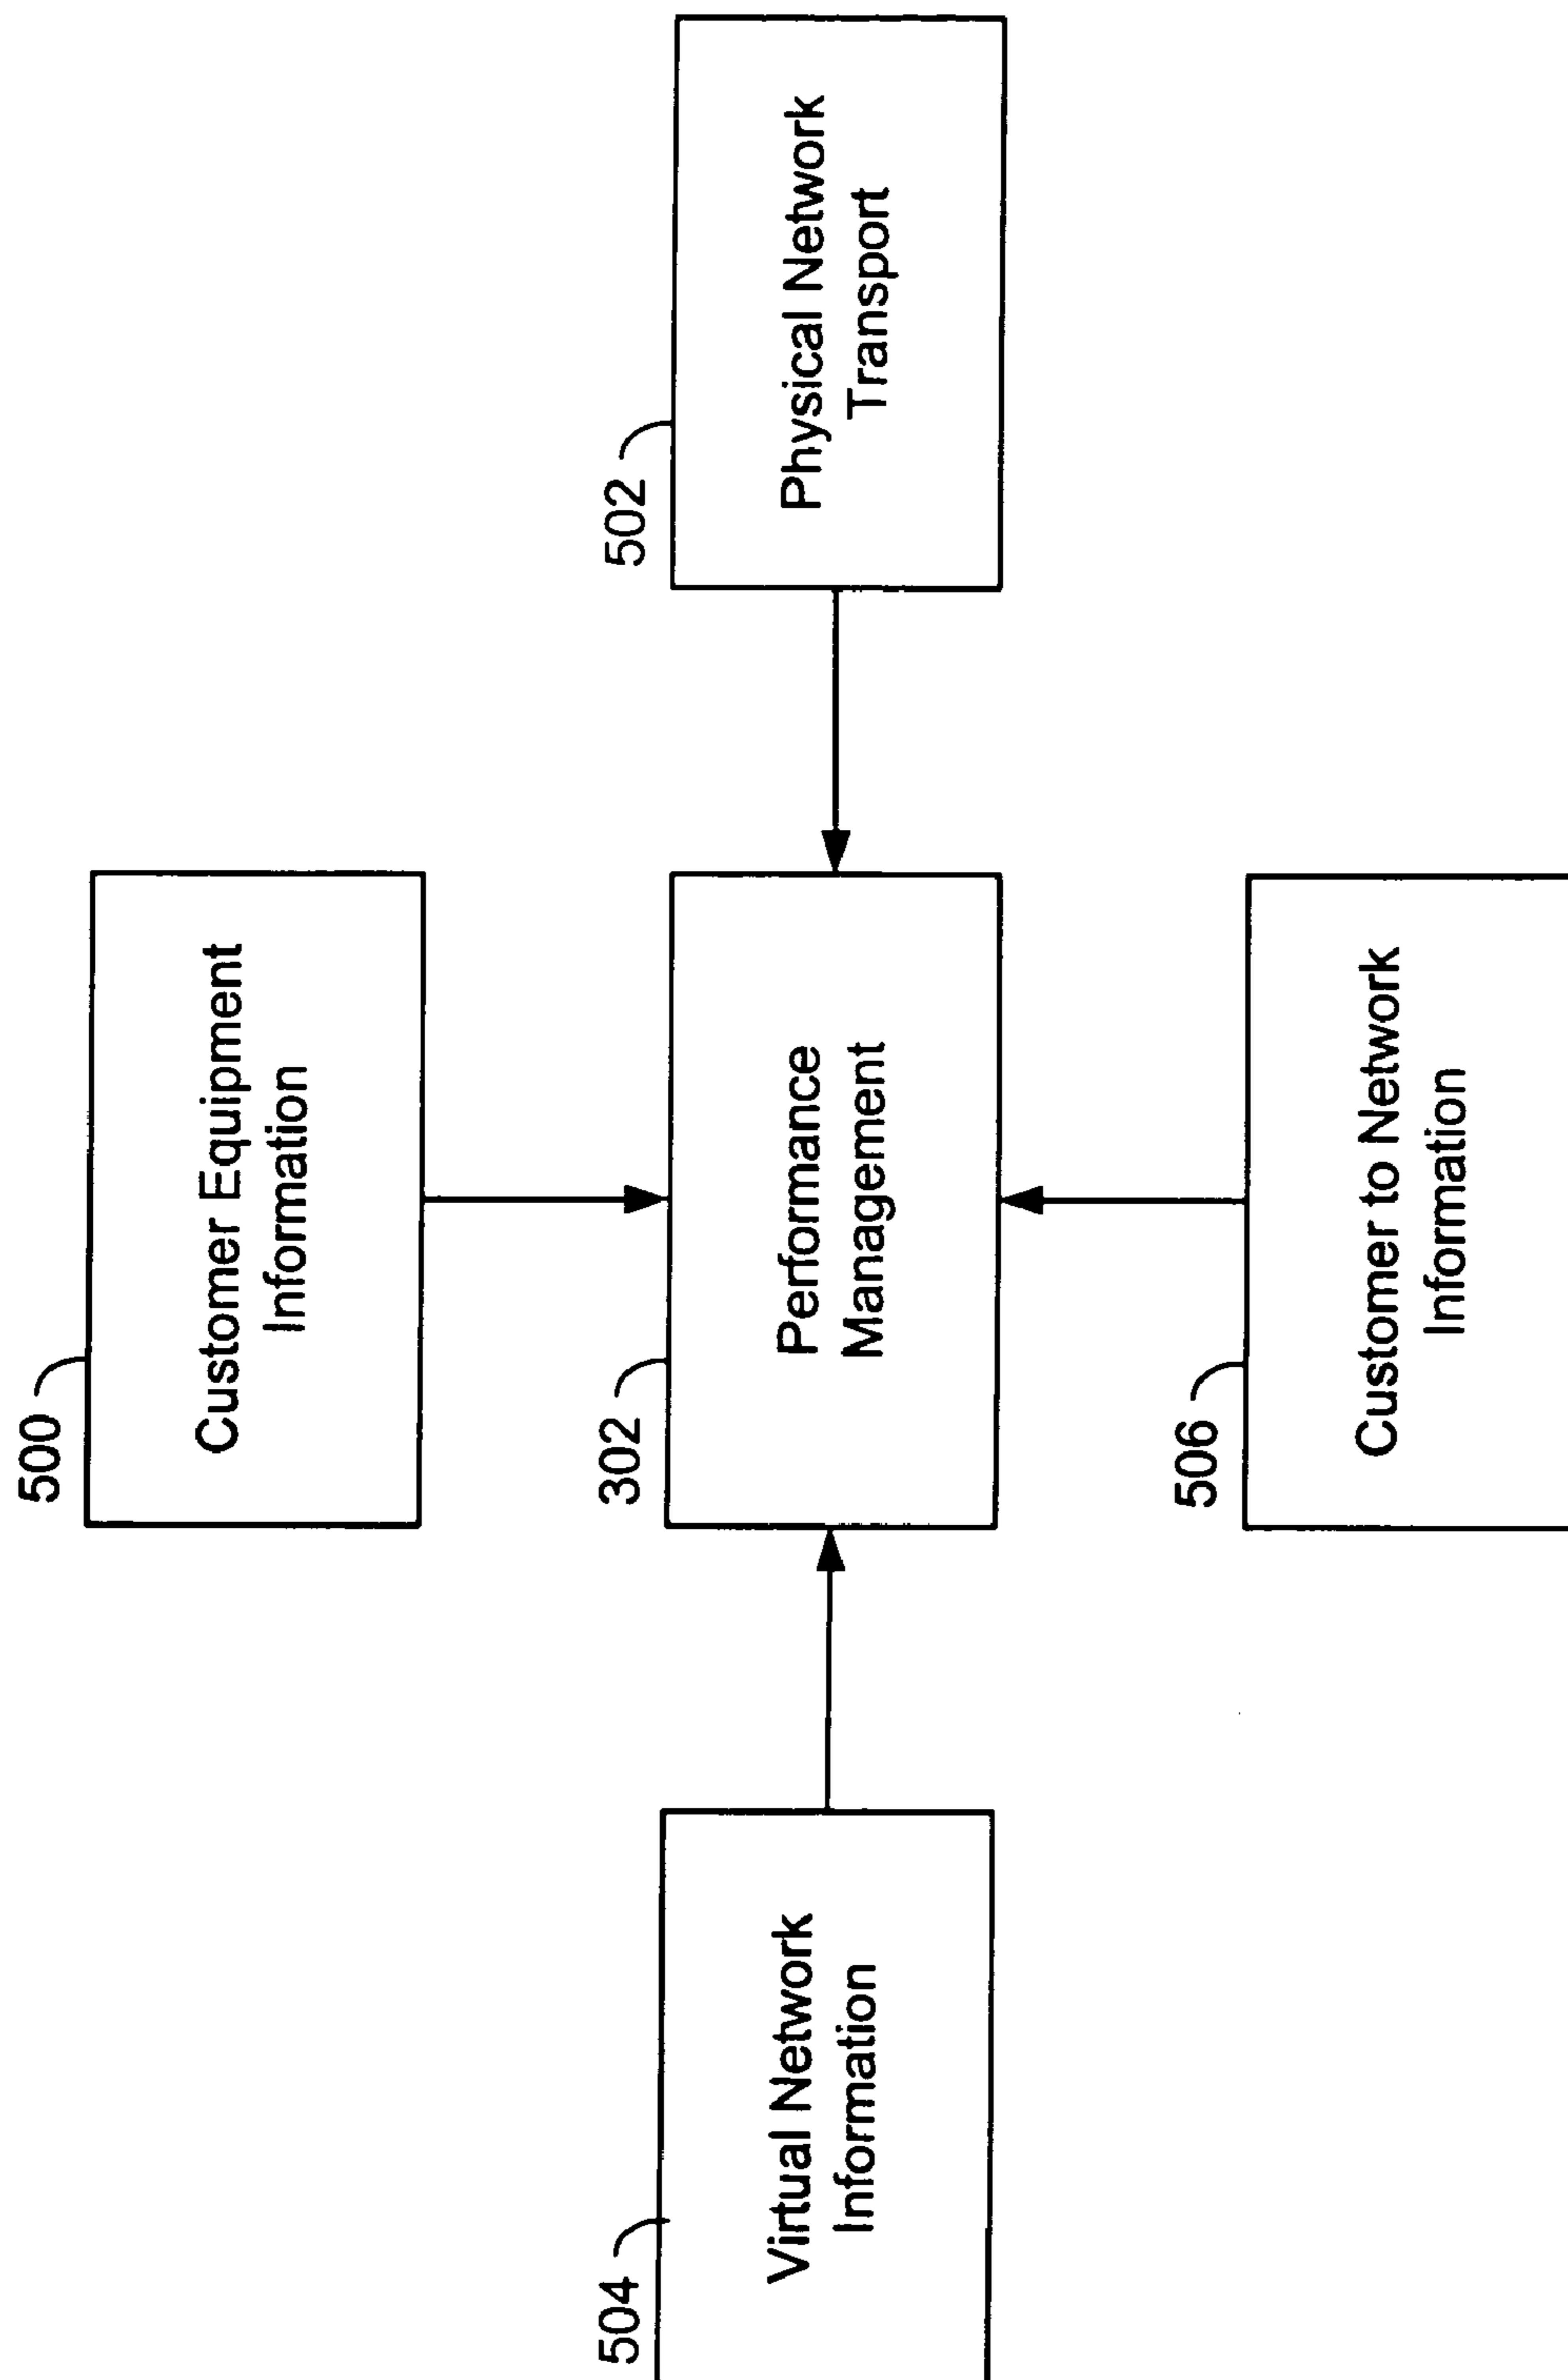 500
Customer Equipment
Information
504
Virtual Network
Information
302
Performance
Management
502
Physical Network
Transport
506
Customer to Network
Information